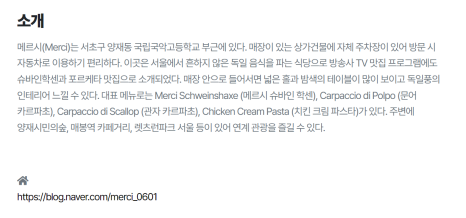 소개
메르시(Merci)는 서초구 양재동 국립국악고등학교 부근에 있다. 매장이 있는 상가건물에 자체 주차장이 있어 방문 시
자동차로 이용하기 편리하다. 이곳은 서울에서 흔하지 않은 독일 음식을 파는 식당으로 방송사 TV 맛집 프로그램에도
슈바인학센과 포르케타 맛집으로 소개되었다. 매장 안으로 들어서면 넓은 홀과 밤색의 테이블이 많이 보이고 독일풍의
인테리어 느낄 수 있다. 대표 메뉴로는 Merci Schweinshaxe (메르시 슈바인 학센), Carpaccio di Polpo (문어
카르파초), Carpaccio di Scallop (관자 카르파초), Chicken Cream Pasta (치킨 크림 파스타)가 있다. 주변에
양재시민의숲, 매봉역 카페거리, 렛츠런파크 서울 등이 있어 연계 관광을 즐길 수 있다.
https://blog.naver.com/merci_0601